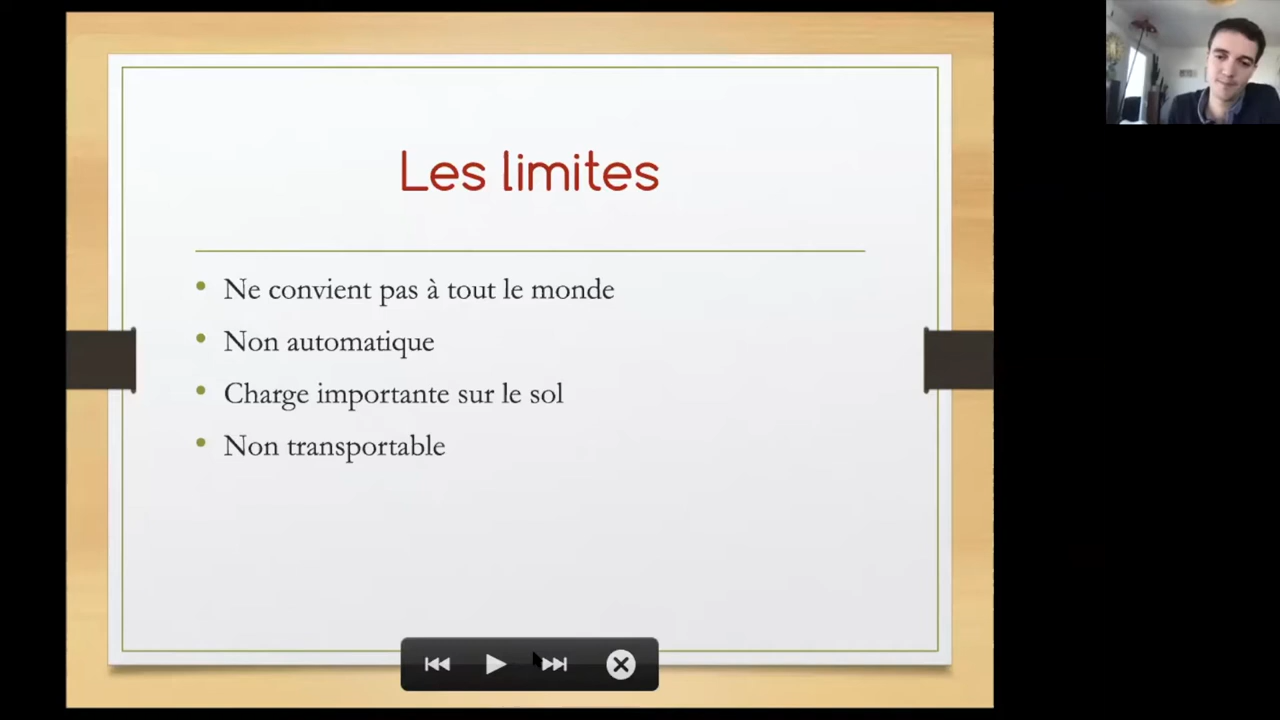 Les limites
Ne convient pas à tout le monde
Non automatique
Charge importante sur le sol
Non transportable